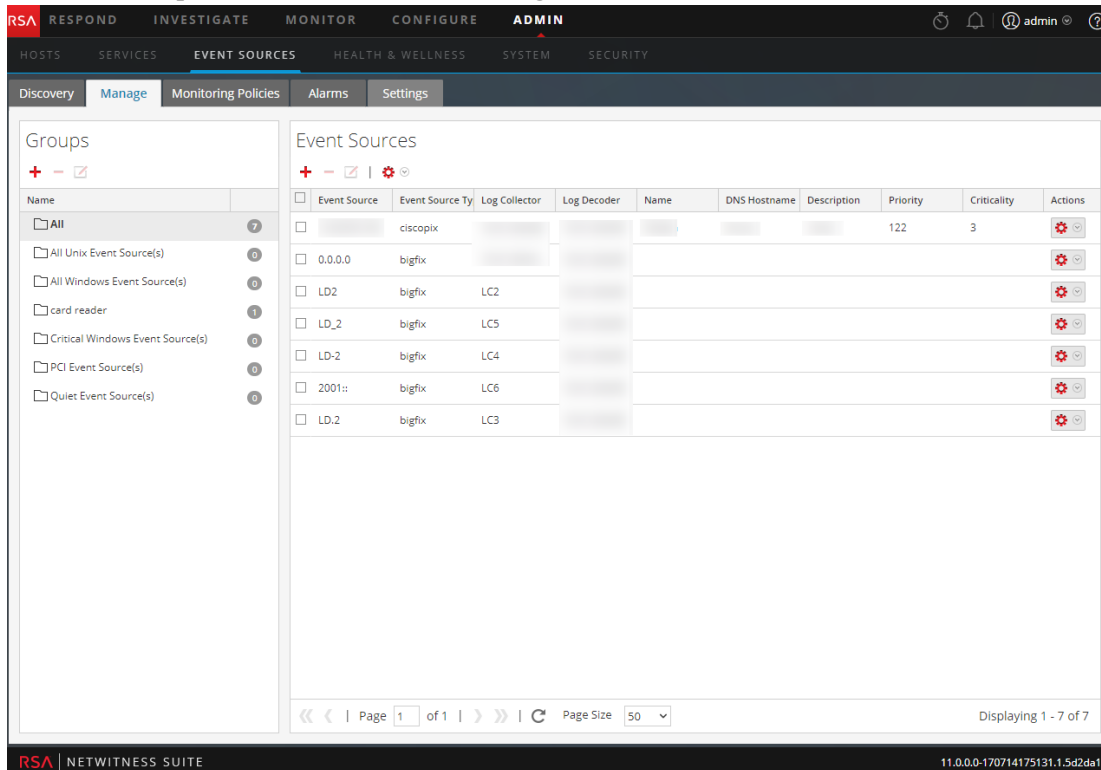 RSA RESPOND INVESTIGATE MONITOR CONFIGURE ADMIN admin
HOSTS SERVICES EVENT SOURCES HEALTH & WELLNESS SYSTEM SECURITY
Discovery Manage Monitoring Policies Alarms Settings
Groups
Name
All 7
All Unix Event Source(s) 0
All Windows Event Source(s) 0
card reader 1
Critical Windows Event Source(s) 0
PCI Event Source(s) 0
Quiet Event Source(s) 0
Event Sources
Event Source Event Source Ty Log Collector Log Decoder Name DNS Hostname Description Priority Criticality Actions
ciscopix 122 3
0.0.0.0 bigfix
LD2 bigfix LC2
LD_2 bigfix LC5
LD-2 bigfix LC4
2001:: bigfix LC6
LD.2 bigfix LC3
Page 1 of 1 Page Size 50 Displaying 1 - 7 of 7
RSA NETWITNESS SUITE 11.0.0.0-170714175131.1.5d2da1